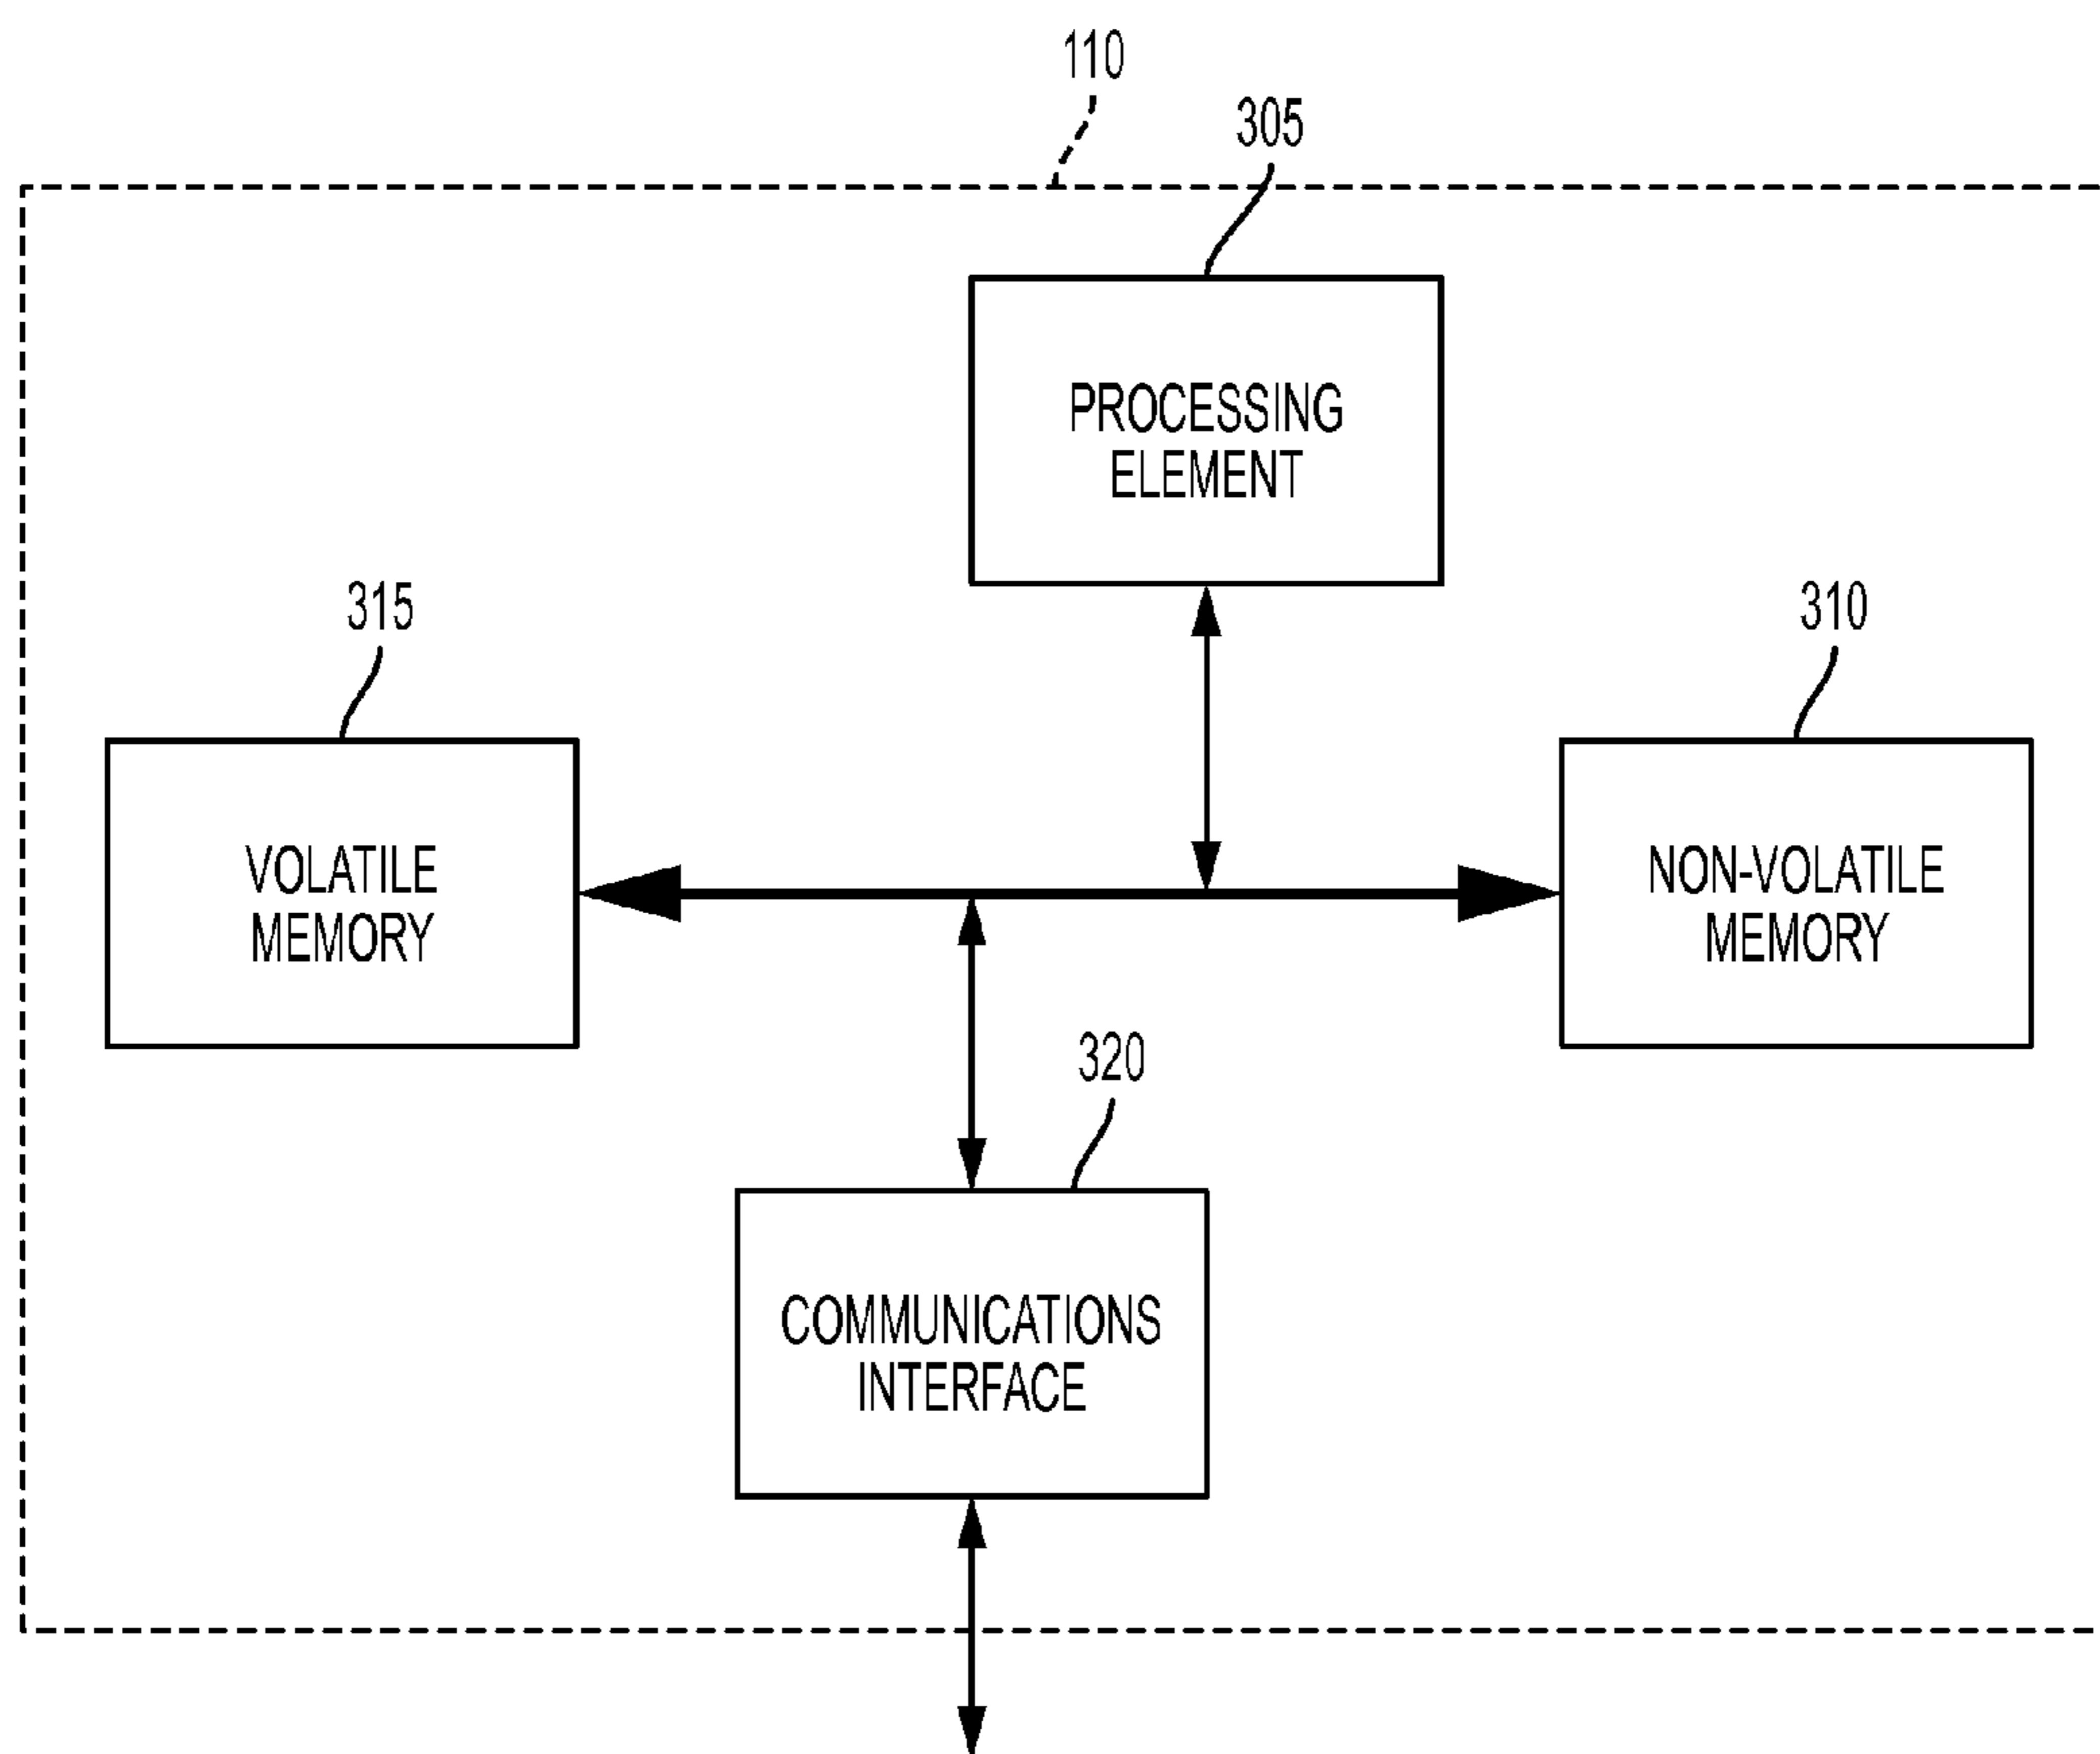 110
305
PROCESSING
ELEMENT
315
310
VOLATILE
MEMORY
NON-VOLATILE
MEMORY
320
COMMUNICATIONS
INTERFACE